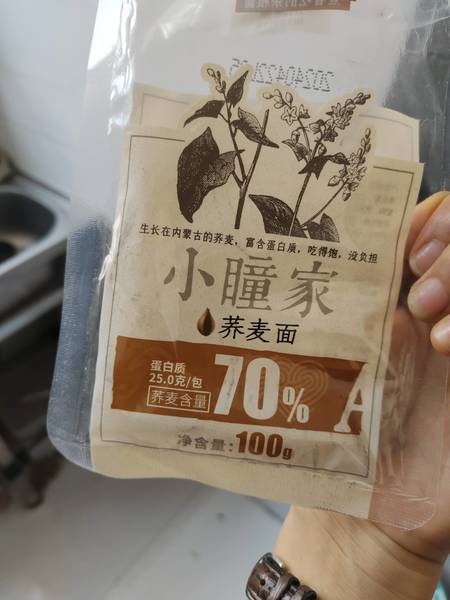 生长在内蒙古的荞麦，富含蛋白质，吃得饱，没负担
小瞳家
荞麦面
蛋白质
25.0克/包
荞麦含量
70%
A
净含量：100g